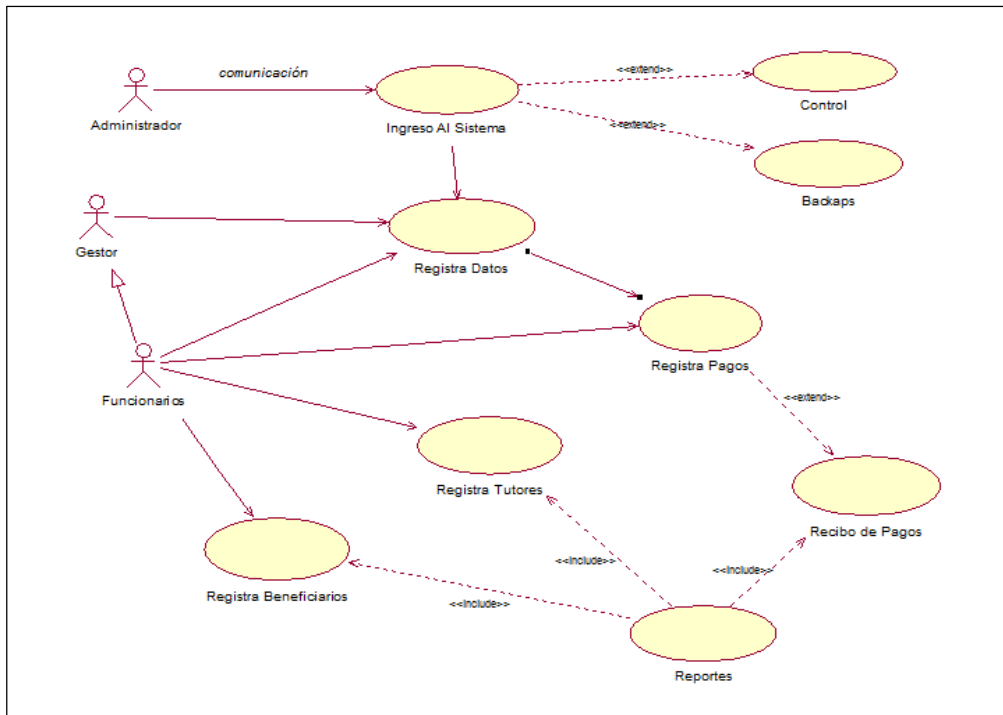 comunicación
<<extend>>
Control
Administrador
Ingreso Al Sistema
<<extend>>
Backaps
Gestor
Registra Datos
Registra Pagos
Funcionarios
<<extend>>
Registra Tutores
Recibo de Pagos
<<include>>
<<include>>
Registra Beneficiarios
<<include>>
Reportes